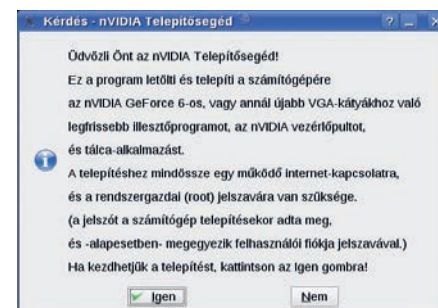 Kérdés - nVIDIA Telepítősegéd
Üdvözli Önt az nVIDIA Telepítősegéd!
Ez a program letölti és telepíti a számítógépére
az nVIDIA GeForce 6-os, vagy annál újabb VGA-kátyákhoz való
legfrissebb illesztőprogramot, az nVIDIA vezérlőpultot,
és tálca-alkalmazást.
A telepítéshez mindössze egy működő internet-kapcsolatra,
és a rendszergazdai (root) jelszavára van szüksége.
(a jelszót a számítógép telepítésekor adta meg,
és -alapesetben- megegyezik felhasználói fiókja jelszavával.)
Ha kezdhetjük a telepítést, kattintson az Igen gombra!
Igen Nem